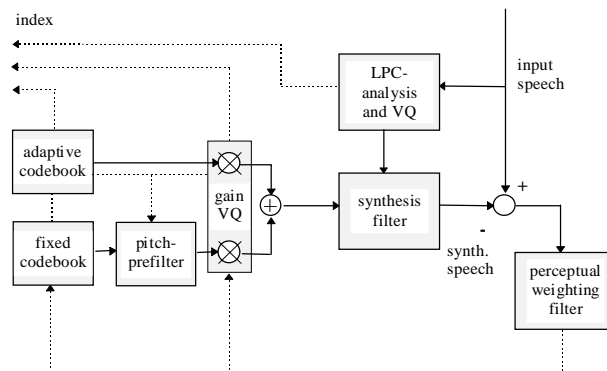 index
input
speech
LPC-
analysis
and VQ
adaptive
codebook
gain
VQ
+
synthesis
filter
+
-
synth.
speech
fixed
codebook
pitch-
prefilter
perceptual
weighting
filter